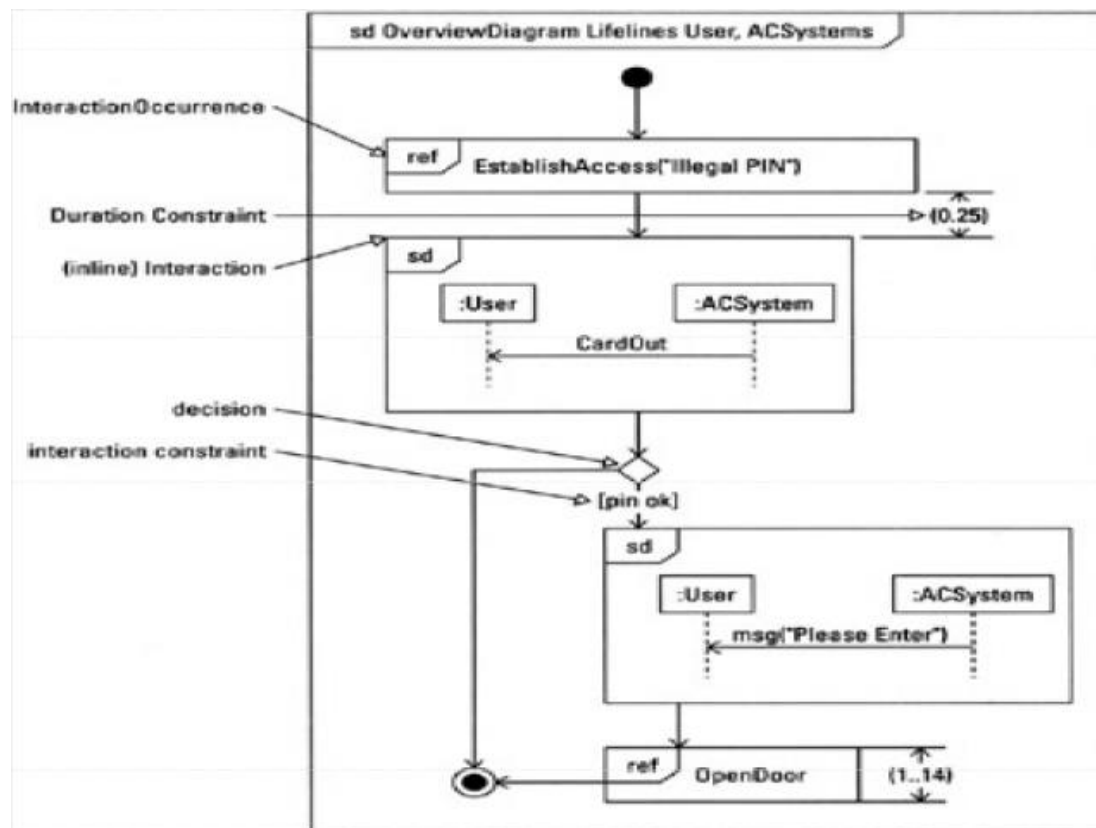 sd OverviewDiagram Lifelines User, ACSystems
InteractionOccurrence
ref
EstablishAccess("Illegal PIN")
Duration Constraint
(0.25)
(inline) Interaction
sd
:User
:ACSystem
CardOut
decision
interaction constraint
[pin ok]
sd
:User
:ACSystem
msg("Please Enter")
ref
OpenDoor
(1..14)